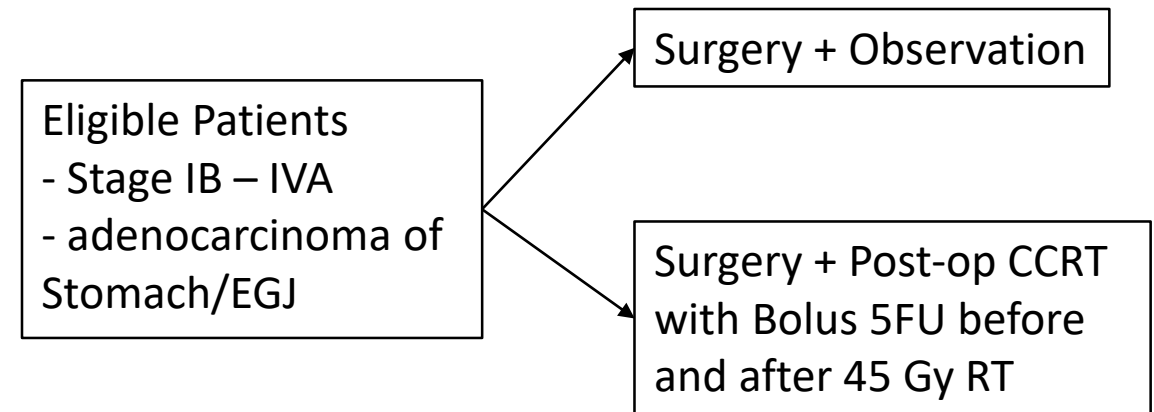 Surgery + Observation
Eligible Patients
- Stage IB – IVA
- adenocarcinoma of
Stomach/EGJ
Surgery + Post-op CCRT
with Bolus 5FU before
and after 45 Gy RT